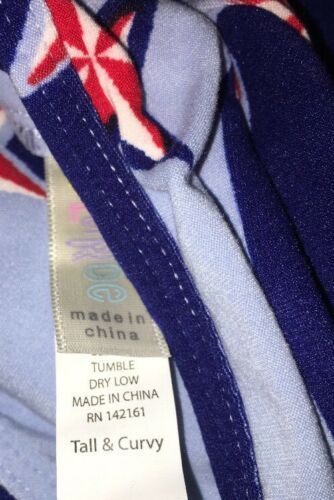 made in
china
TUMBLE
DRY LOW
MADE IN CHINA
RN 142161
Tall & Curvy